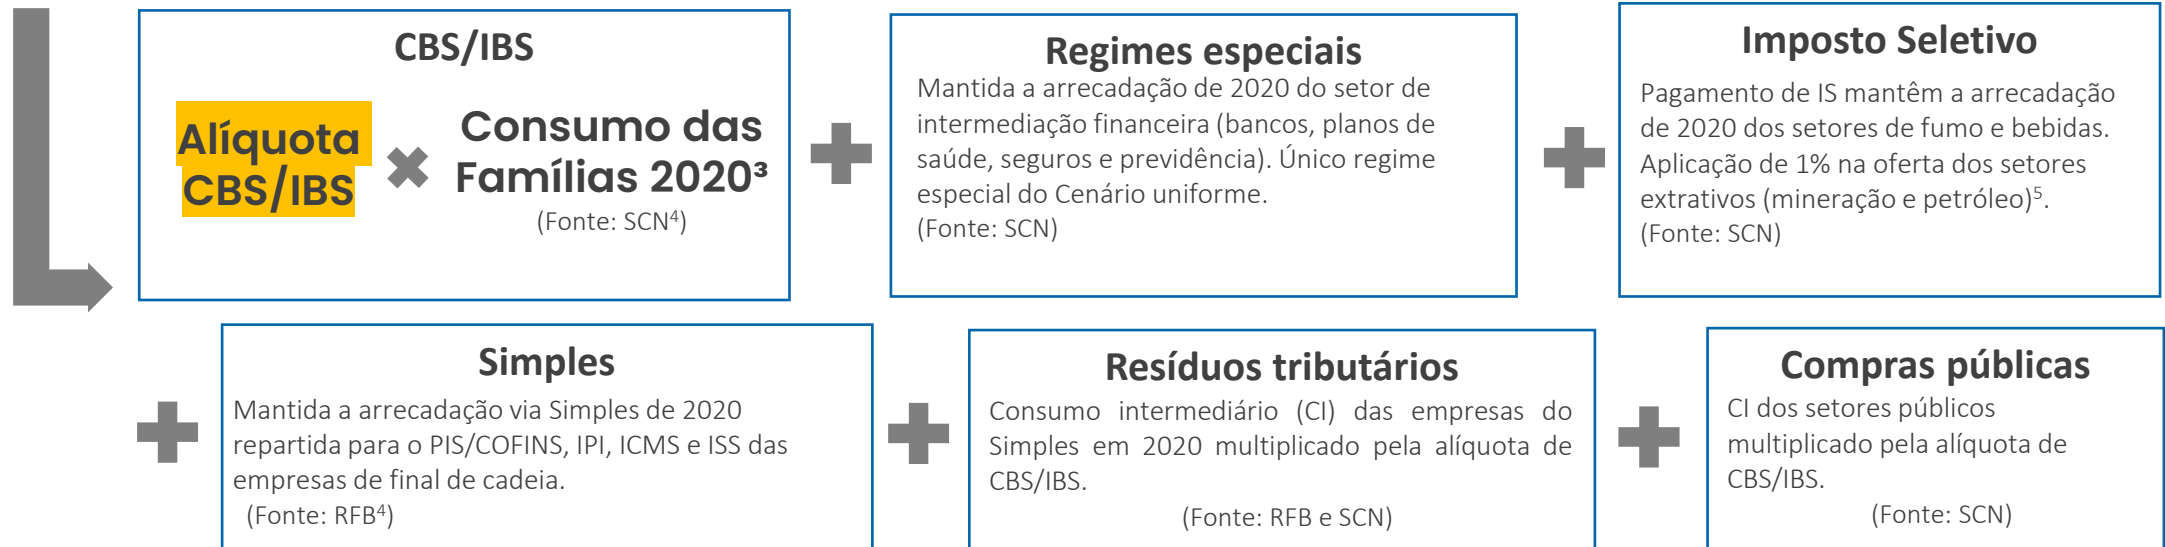 CBS/IBS
Alíquota
CBS/IBS
Consumo das
Famílias 2020³
(Fonte: SCN⁴)
Regimes especiais
Mantida a arrecadação de 2020 do setor de
intermediação financeira (bancos, planos de
saúde, seguros e previdência). Único regime
especial do Cenário uniforme.
(Fonte: SCN)
Imposto Seletivo
Pagamento de IS mantêm a arrecadação
de 2020 dos setores de fumo e bebidas.
Aplicação de 1% na oferta dos setores
extrativos (mineração e petróleo)⁵.
(Fonte: SCN)
Simples
Mantida a arrecadação via Simples de 2020
repartida para o PIS/COFINS, IPI, ICMS e ISS das
empresas de final de cadeia.
(Fonte: RFB⁴)
Resíduos tributários
Consumo intermediário (CI) das empresas do
Simples em 2020 multiplicado pela alíquota de
CBS/IBS.
(Fonte: RFB e SCN)
Compras públicas
CI dos setores públicos
multiplicado pela alíquota de
CBS/IBS.
(Fonte: SCN)